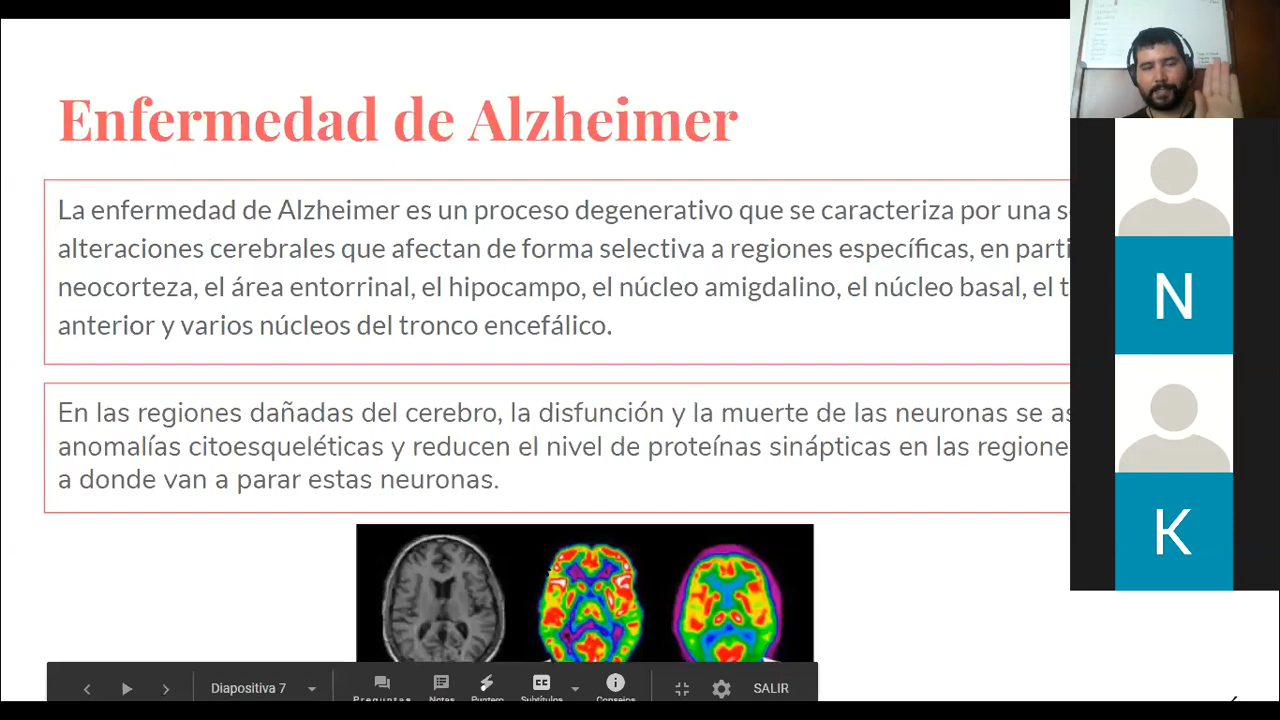 Enfermedad de Alzheimer
La enfermedad de Alzheimer es un proceso degenerativo que se caracteriza por una
alteraciones cerebrales que afectan de forma selectiva a regiones específicas, en parti
neocorteza, el área entorrinal, el hipocampo, el núcleo amigdalino, el núcleo basal, el
anterior y varios núcleos del tronco encefálico.
En las regiones dañadas del cerebro, la disfunción y la muerte de las neuronas se as
anomalías citoesqueléticas y reducen el nivel de proteínas sinápticas en las regione
a donde van a parar estas neuronas.
N
K
Diapositiva 7
Preguntas
Notas
Puntero
Subtítulos
Consejos
SALIR